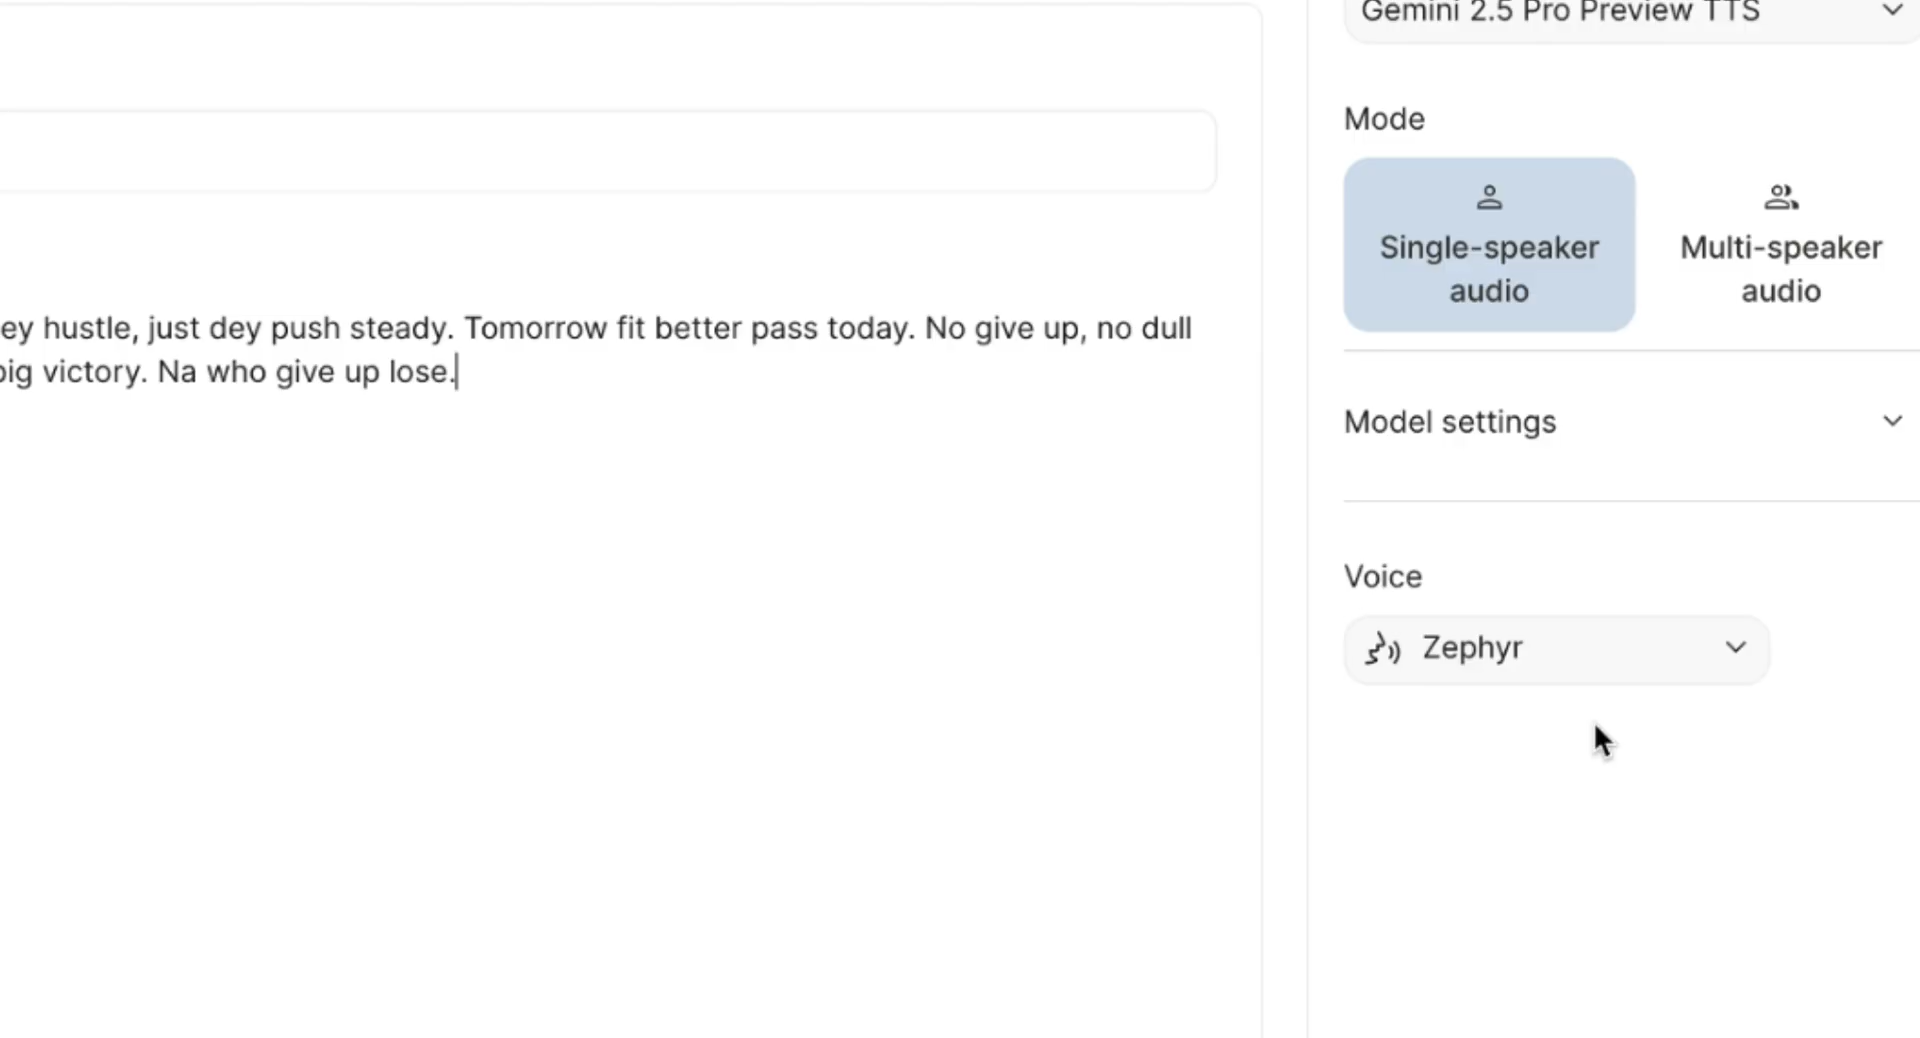 Gemini 2.5 Pro Preview TTS
Mode
Single-speaker
audio
Multi-speaker
audio
hustle, just dey push steady. Tomorrow fit better pass today. No give up, no dull
victory. Na who give up lose.
Model settings
Voice
Zephyr